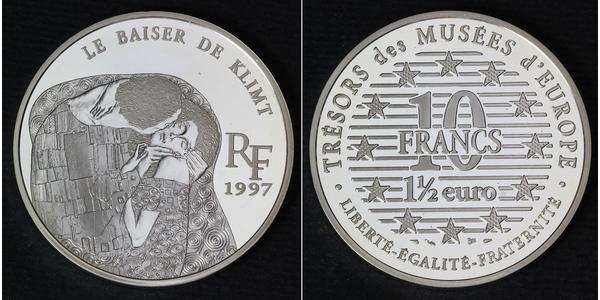 LE BAISER DE KLIMT
RF
1997
TRÉSORS des MUSÉES d'EUROPE
10
FRANCS
1½ euro
· LIBERTÉ-ÉGALITÉ-FRATERNITÉ ·